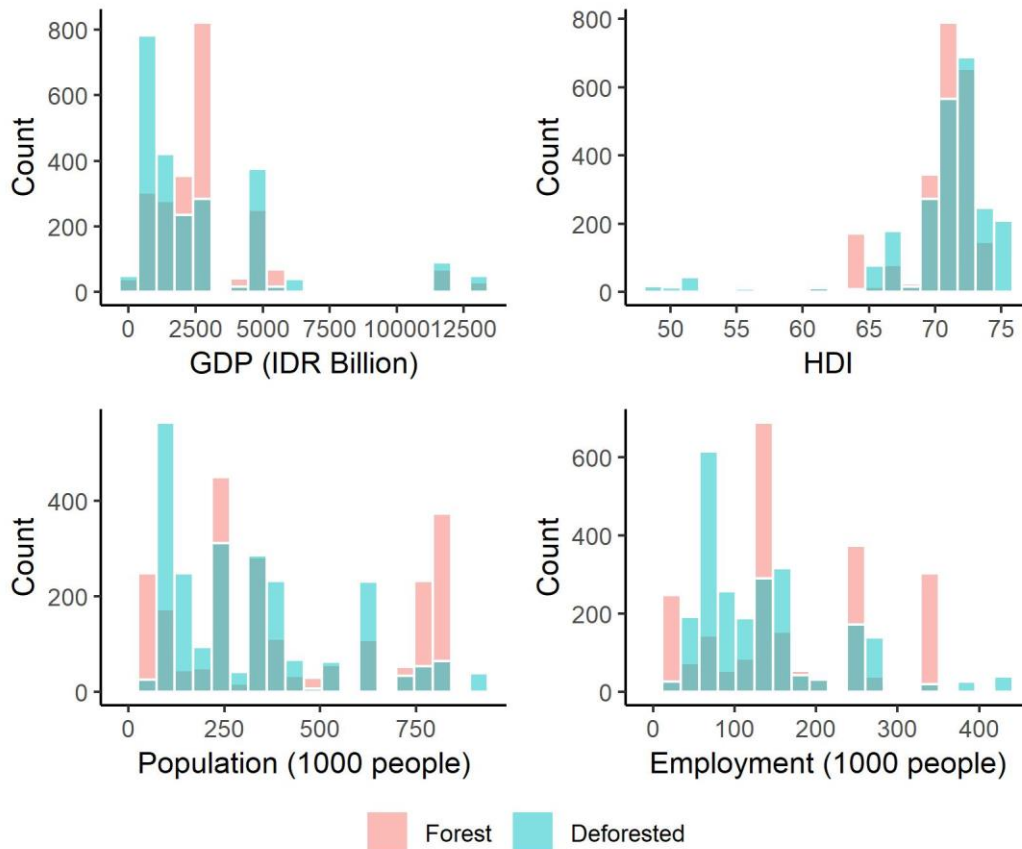 800
600
400
200
0
Count
0 2500 5000 7500 10000 12500
GDP (IDR Billion)
800
600
400
200
0
Count
50 55 60 65 70 75
HDI
400
200
0
Count
0 250 500 750
Population (1000 people)
600
400
200
0
Count
0 100 200 300 400
Employment (1000 people)
Forest Deforested